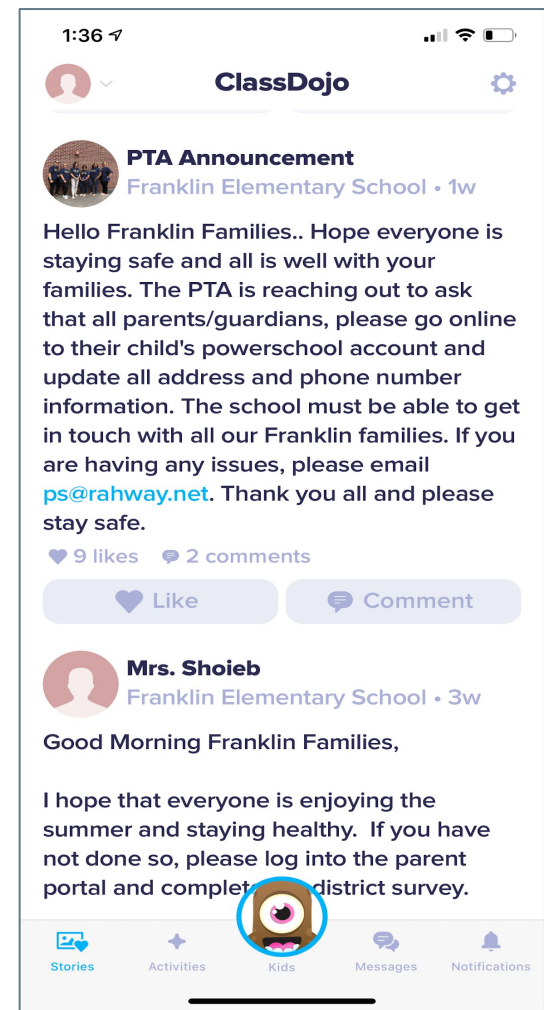 1:36
ClassDojo
PTA Announcement
Franklin Elementary School • 1w
Hello Franklin Families.. Hope everyone is
staying safe and all is well with your
families. The PTA is reaching out to ask
that all parents/guardians, please go online
to their child's powerschool account and
update all address and phone number
information. The school must be able to get
in touch with all our Franklin families. If you
are having any issues, please email
ps@rahway.net. Thank you all and please
stay safe.
9 likes 2 comments
Like Comment
Mrs. Shoieb
Franklin Elementary School • 3w
Good Morning Franklin Families,
I hope that everyone is enjoying the
summer and staying healthy.  If you have
not done so, please log into the parent
portal and complet district survey.
Stories Activities Kids Messages Notifications